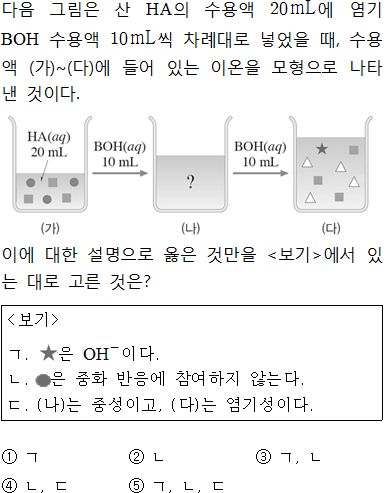 다음 그림은 산 HA의 수용액 20mL에 염기
BOH 수용액 10mL씩 차례대로 넣었을 때, 수용
액 (가)~(다)에 들어 있는 이온을 모형으로 나타
낸 것이다.
HA(aq)
20 mL
BOH(aq)
10 mL
?
BOH(aq)
10 mL
(가)
(나)
(다)
이에 대한 설명으로 옳은 것만을 <보기>에서 있
는 대로 고른 것은?
<보기>
ㄱ. ★은 OH⁻이다.
ㄴ. ●은 중화 반응에 참여하지 않는다.
ㄷ. (나)는 중성이고, (다)는 염기성이다.
① ㄱ ② ㄴ ③ ㄱ, ㄴ
④ ㄴ, ㄷ ⑤ ㄱ, ㄴ, ㄷ